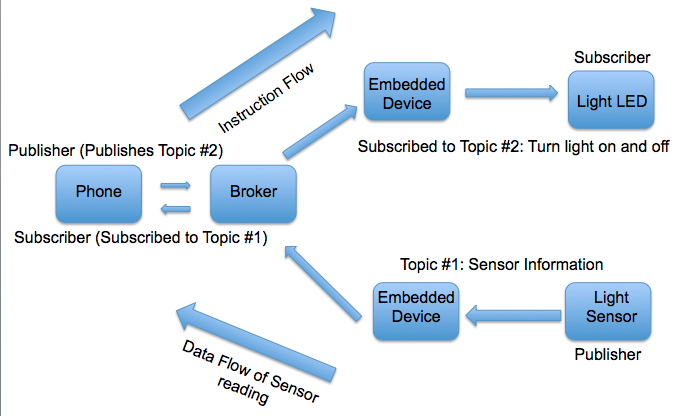 Instruction Flow
Embedded
Device
Subscriber
Light LED
Subscribed to Topic #2: Turn light on and off
Publisher (Publishes Topic #2)
Phone
Broker
Subscriber (Subscribed to Topic #1)
Topic #1: Sensor Information
Embedded
Device
Light
Sensor
Publisher
Data Flow of Sensor
reading